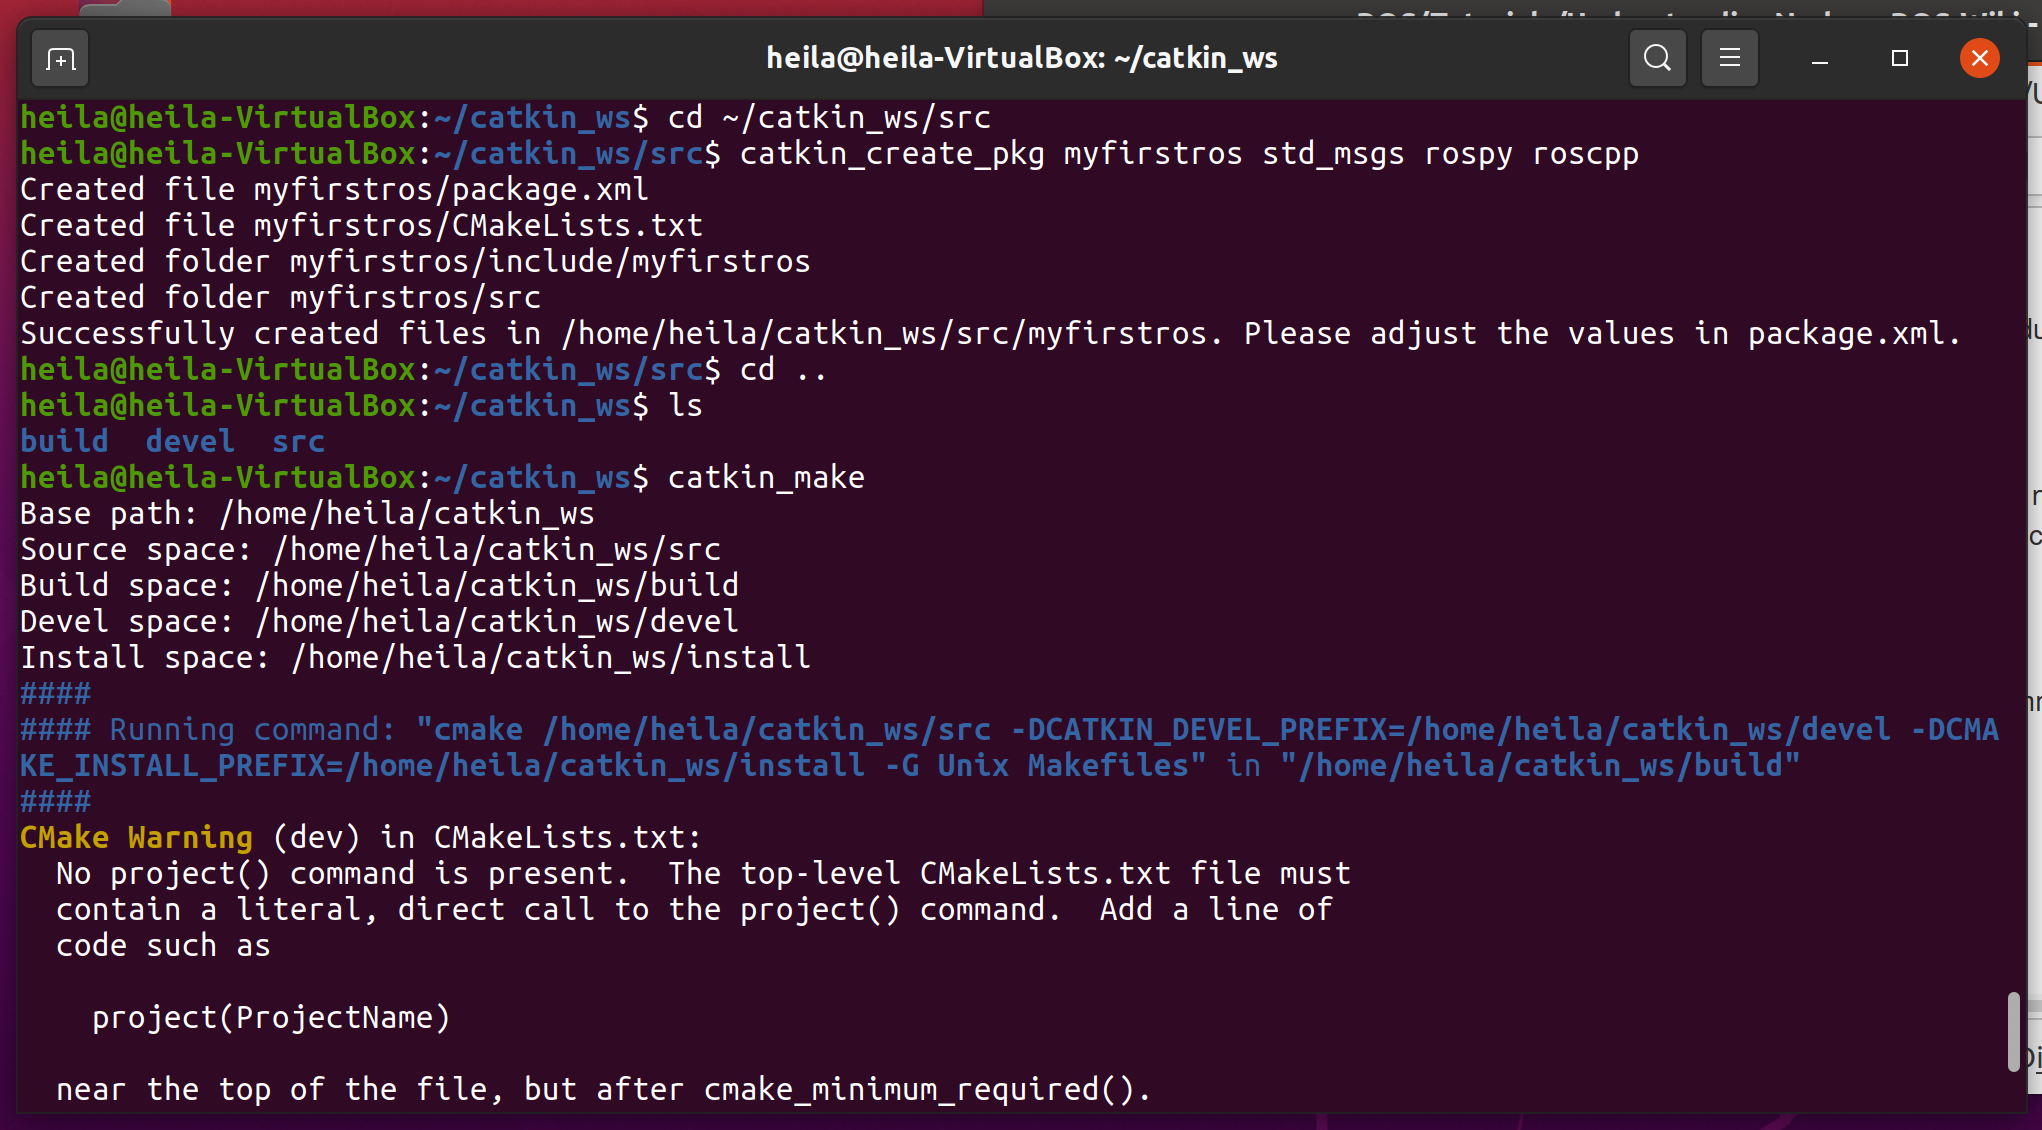 heila@heila-VirtualBox: ~/catkin_ws
heila@heila-VirtualBox:~/catkin_ws$ cd ~/catkin_ws/src
heila@heila-VirtualBox:~/catkin_ws/src$ catkin_create_pkg myfirstros std_msgs rospy roscpp
Created file myfirstros/package.xml
Created file myfirstros/CMakeLists.txt
Created folder myfirstros/include/myfirstros
Created folder myfirstros/src
Successfully created files in /home/heila/catkin_ws/src/myfirstros. Please adjust the values in package.xml.
heila@heila-VirtualBox:~/catkin_ws/src$ cd ..
heila@heila-VirtualBox:~/catkin_ws$ ls
build  devel  src
heila@heila-VirtualBox:~/catkin_ws$ catkin_make
Base path: /home/heila/catkin_ws
Source space: /home/heila/catkin_ws/src
Build space: /home/heila/catkin_ws/build
Devel space: /home/heila/catkin_ws/devel
Install space: /home/heila/catkin_ws/install
####
#### Running command: "cmake /home/heila/catkin_ws/src -DCATKIN_DEVEL_PREFIX=/home/heila/catkin_ws/devel -DCMA
KE_INSTALL_PREFIX=/home/heila/catkin_ws/install -G Unix Makefiles" in "/home/heila/catkin_ws/build"
####
CMake Warning (dev) in CMakeLists.txt:
  No project() command is present.  The top-level CMakeLists.txt file must
  contain a literal, direct call to the project() command.  Add a line of
  code such as
    project(ProjectName)
  near the top of the file, but after cmake_minimum_required().